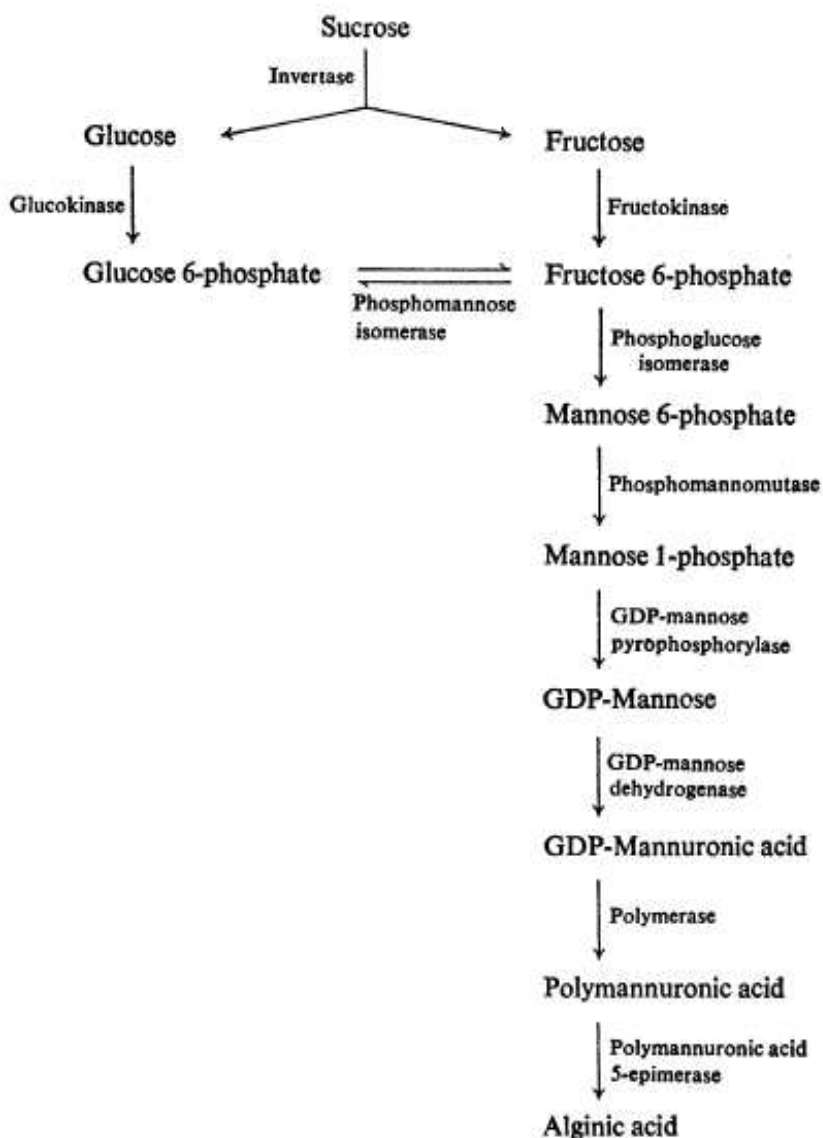 Sucrose
Invertase
Glucose
Fructose
Glucokinase
Fructokinase
Glucose 6-phosphate
Fructose 6-phosphate
Phosphomannose
isomerase
Phosphoglucose
isomerase
Mannose 6-phosphate
Phosphomannomutase
Mannose 1-phosphate
GDP-mannose
pyrophosphorylase
GDP-Mannose
GDP-mannose
dehydrogenase
GDP-Mannuronic acid
Polymerase
Polymannuronic acid
Polymannuronic acid
5-epimerase
Alginic acid